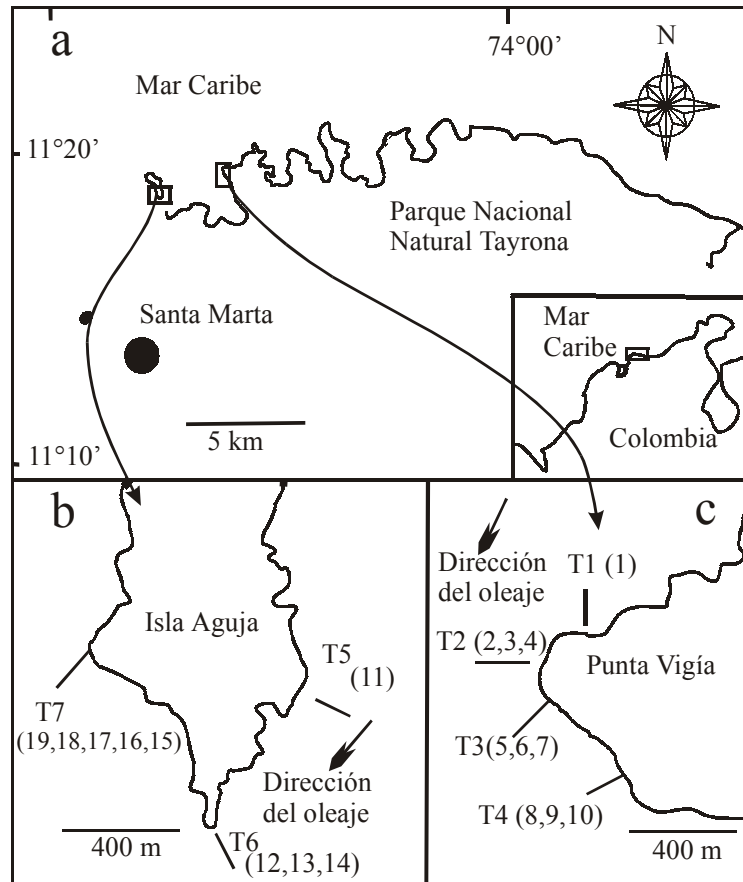 a
74°00’
N
Mar Caribe
11°20’
Parque Nacional
Natural Tayrona
Santa Marta
5 km
11°10’
Mar
Caribe
Colombia
b
Isla Aguja
T5
(11)
T7
(19,18,17,16,15)
Dirección
del oleaje
400 m
T6
(12,13,14)
c
Dirección
del oleaje
T1 (1)
T2 (2,3,4)
Punta Vigía
T3(5,6,7)
T4 (8,9,10)
400 m